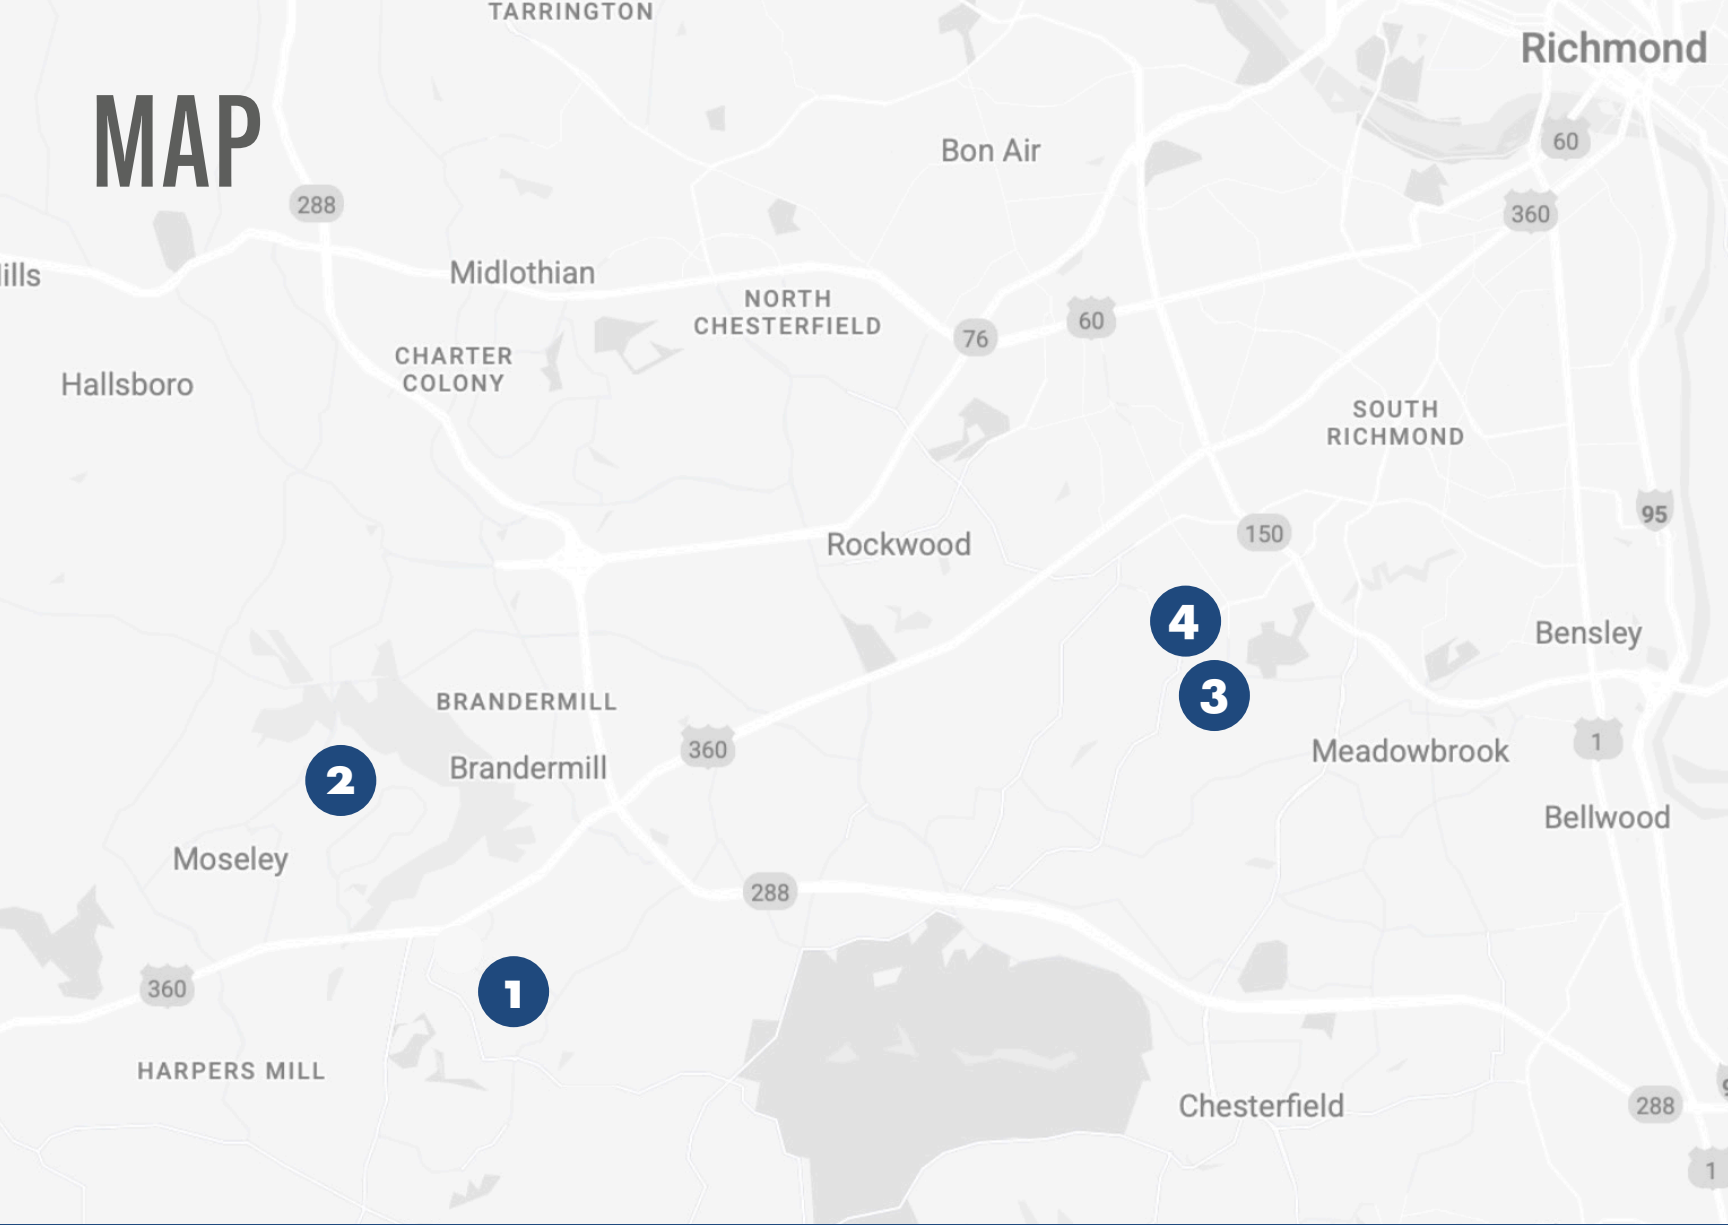 TARRINGTON
Richmond
MAP
Bon Air
60
288
360
Midlothian
ills
NORTH
CHESTERFIELD
60
76
CHARTER
COLONY
Hallsboro
SOUTH
RICHMOND
95
150
Rockwood
4
Bensley
3
BRANDERMILL
360
1
Meadowbrook
Brandermill
2
Bellwood
Moseley
288
360
1
HARPERS MILL
Chesterfield
288
1